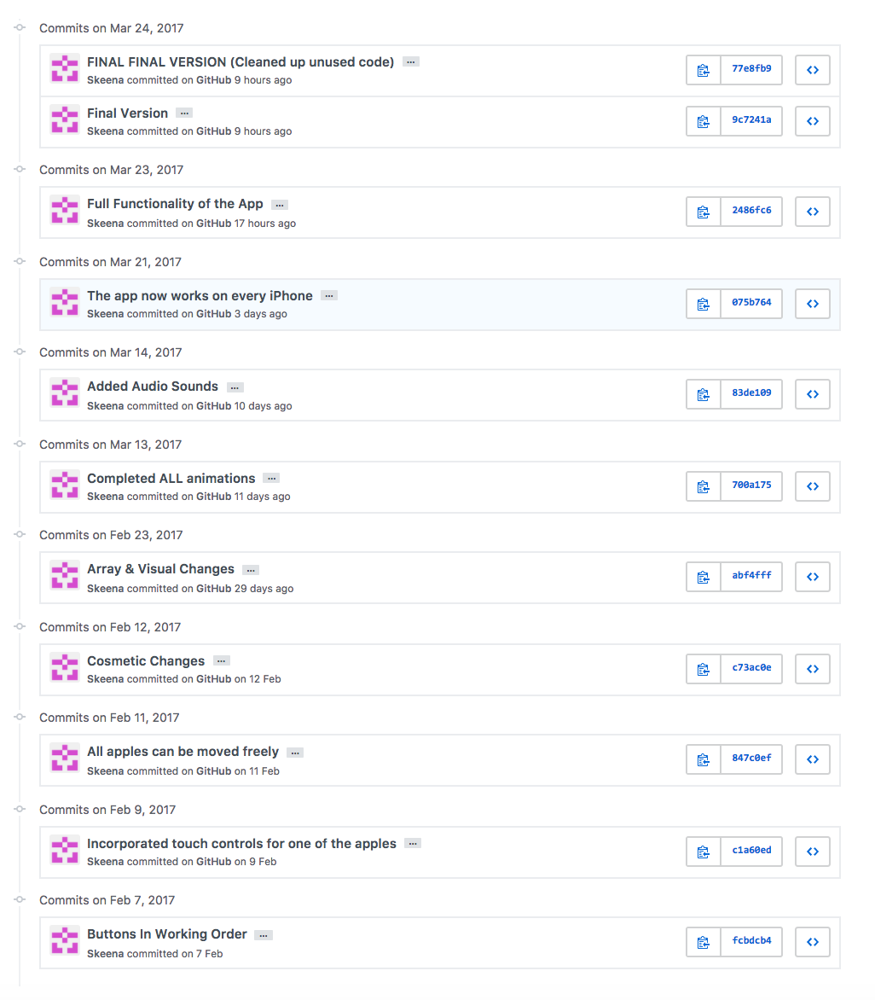 Commits on Mar 24, 2017
FINAL FINAL VERSION (Cleaned up unused code) ...
77e8fb9
Skeena committed on GitHub 9 hours ago
Final Version ...
9c7241a
Skeena committed on GitHub 9 hours ago
Commits on Mar 23, 2017
Full Functionality of the App ...
2486fc6
Skeena committed on GitHub 17 hours ago
Commits on Mar 21, 2017
The app now works on every iPhone ...
075b764
Skeena committed on GitHub 3 days ago
Commits on Mar 14, 2017
Added Audio Sounds ...
83de109
Skeena committed on GitHub 10 days ago
Commits on Mar 13, 2017
Completed ALL animations ...
700a175
Skeena committed on GitHub 11 days ago
Commits on Feb 23, 2017
Array & Visual Changes ...
abf4fff
Skeena committed on GitHub 29 days ago
Commits on Feb 12, 2017
Cosmetic Changes ...
c73ac0e
Skeena committed on GitHub on 12 Feb
Commits on Feb 11, 2017
All apples can be moved freely ...
847c0ef
Skeena committed on GitHub on 11 Feb
Commits on Feb 9, 2017
Incorporated touch controls for one of the apples ...
c1a60ed
Skeena committed on GitHub on 9 Feb
Commits on Feb 7, 2017
Buttons In Working Order ...
fcbdcb4
Skeena committed on 7 Feb